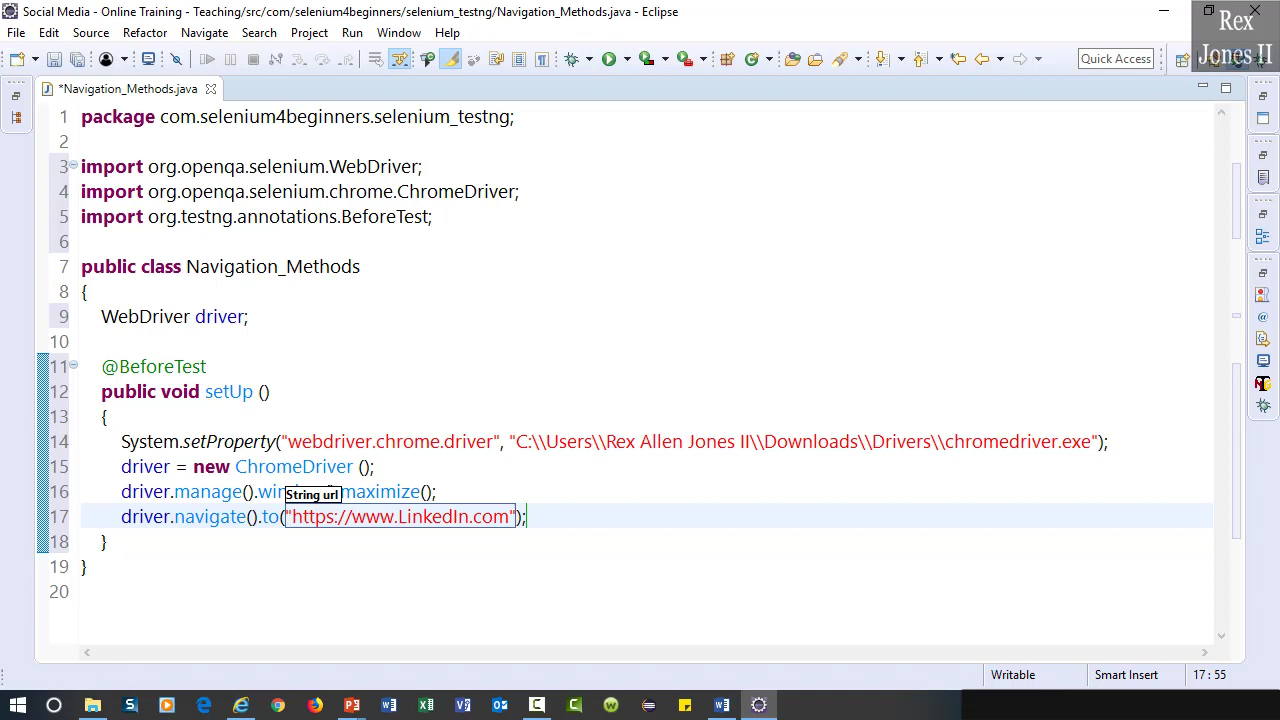 Social Media - Online Training - Teaching/src/com/selenium4beginners/selenium_testng/Navigation_Methods.java - Eclipse
Rex
Jones II
File Edit Source Refactor Navigate Search Project Run Window Help
Quick Access
*Navigation_Methods.java
1 package com.selenium4beginners.selenium_testng;
2
3 import org.openqa.selenium.WebDriver;
4 import org.openqa.selenium.chrome.ChromeDriver;
5 import org.testng.annotations.BeforeTest;
6
7 public class Navigation_Methods
8 {
9 WebDriver driver;
10
11 @BeforeTest
12 public void setUp ()
13 {
14 System.setProperty("webdriver.chrome.driver", "C:\\Users\\Rex Allen Jones II\\Downloads\\Drivers\\chromedriver.exe");
15 driver = new ChromeDriver ();
16 driver.manage().maximize();
String url
17 driver.navigate().to("https://www.LinkedIn.com");
18 }
19 }
20
Writable Smart Insert 17 : 55